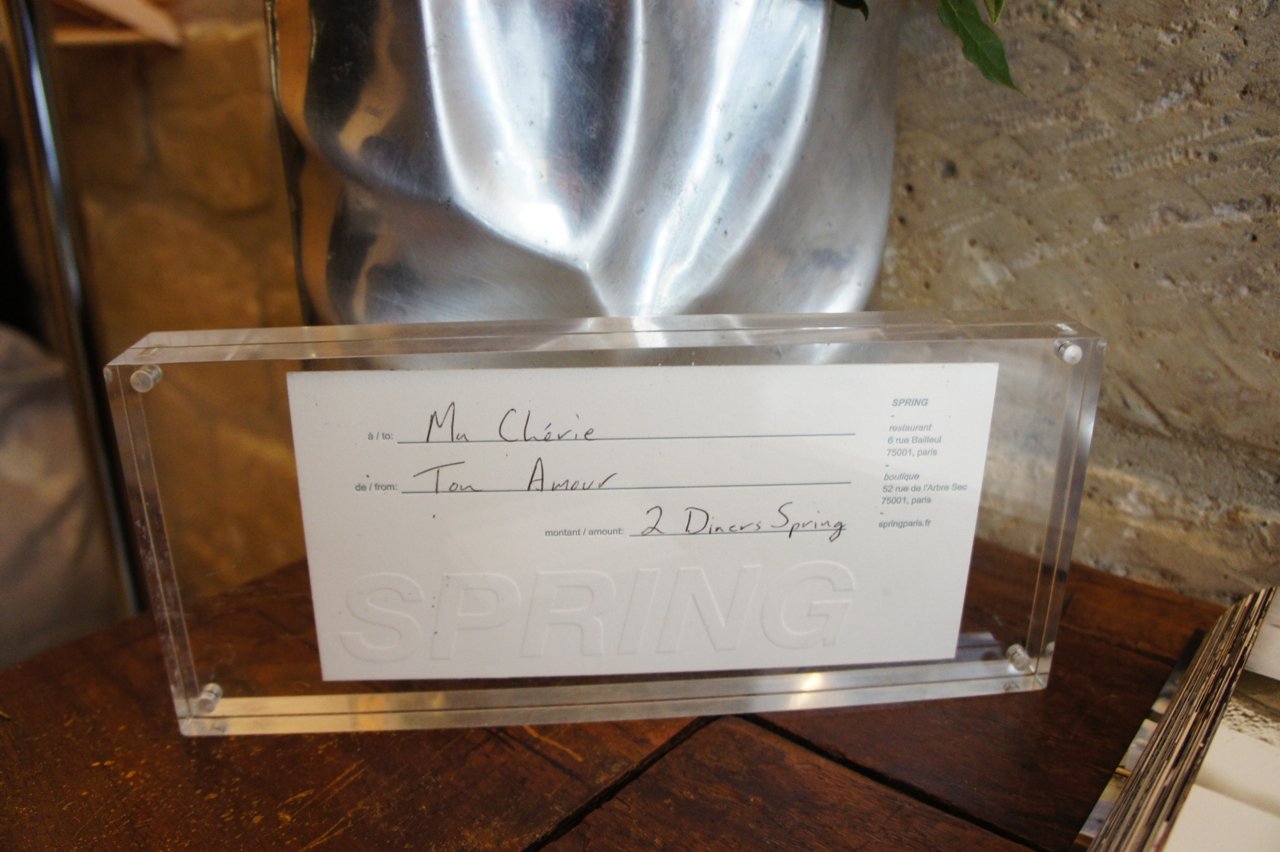 à / to: Ma Chérie
de / from: Ton Amour
montant / amount: 2 Diners Spring
SPRING
SPRING
-
restaurant
6 rue Bailleul
75001, paris
-
boutique
52 rue de l'Arbre Sec
75001, paris
-
springparis.fr